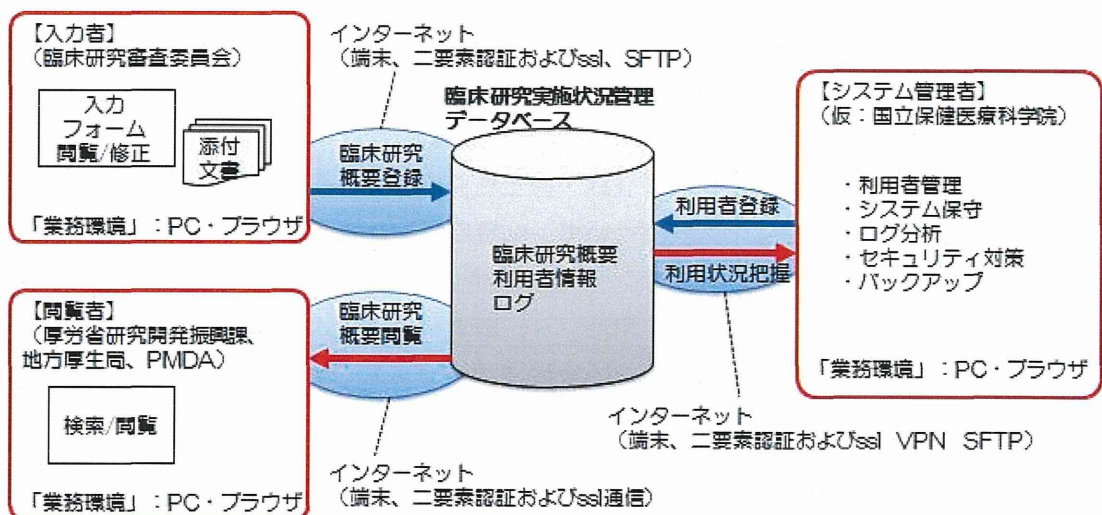 【入力者】
(臨床研究審査委員会)
入力
フォーム
閲覧/修正
添付
文書
「業務環境」:PC・ブラウザ
インターネット
(端末、二要素認証およびssl、SFTP)
臨床研究
概要登録
臨床研究実施状況管理
データベース
臨床研究概要
利用者情報
ログ
【システム管理者】
(仮:国立保健医療科学院)
・利用者管理
・システム保守
・ログ分析
・セキュリティ対策
・バックアップ
「業務環境」:PC・ブラウザ
利用者登録
利用状況把握
インターネット
(端末、二要素認証およびssl VPN SFTP)
【閲覧者】
(厚労省研究開発振興課、
地方厚生局、PMDA)
検索/閲覧
「業務環境」:PC・ブラウザ
臨床研究
概要閲覧
インターネット
(端末、二要素認証およびssl通信)